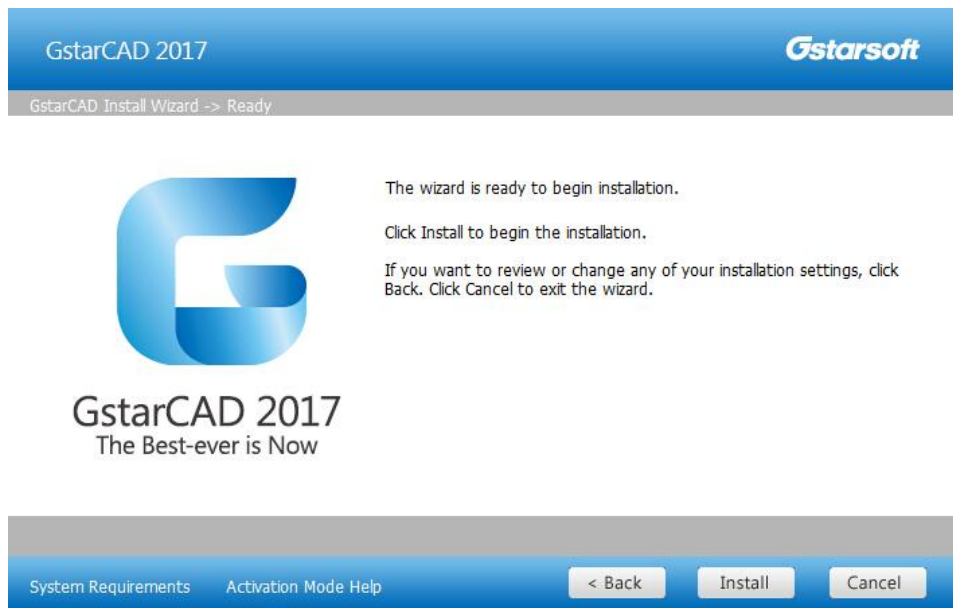 GstarCAD 2017
Gstarsoft
GstarCAD Install Wizard -> Ready
The wizard is ready to begin installation.
Click Install to begin the installation.
If you want to review or change any of your installation settings, click
Back. Click Cancel to exit the wizard.
GstarCAD 2017
The Best-ever is Now
System Requirements
Activation Mode Help
< Back
Install
Cancel